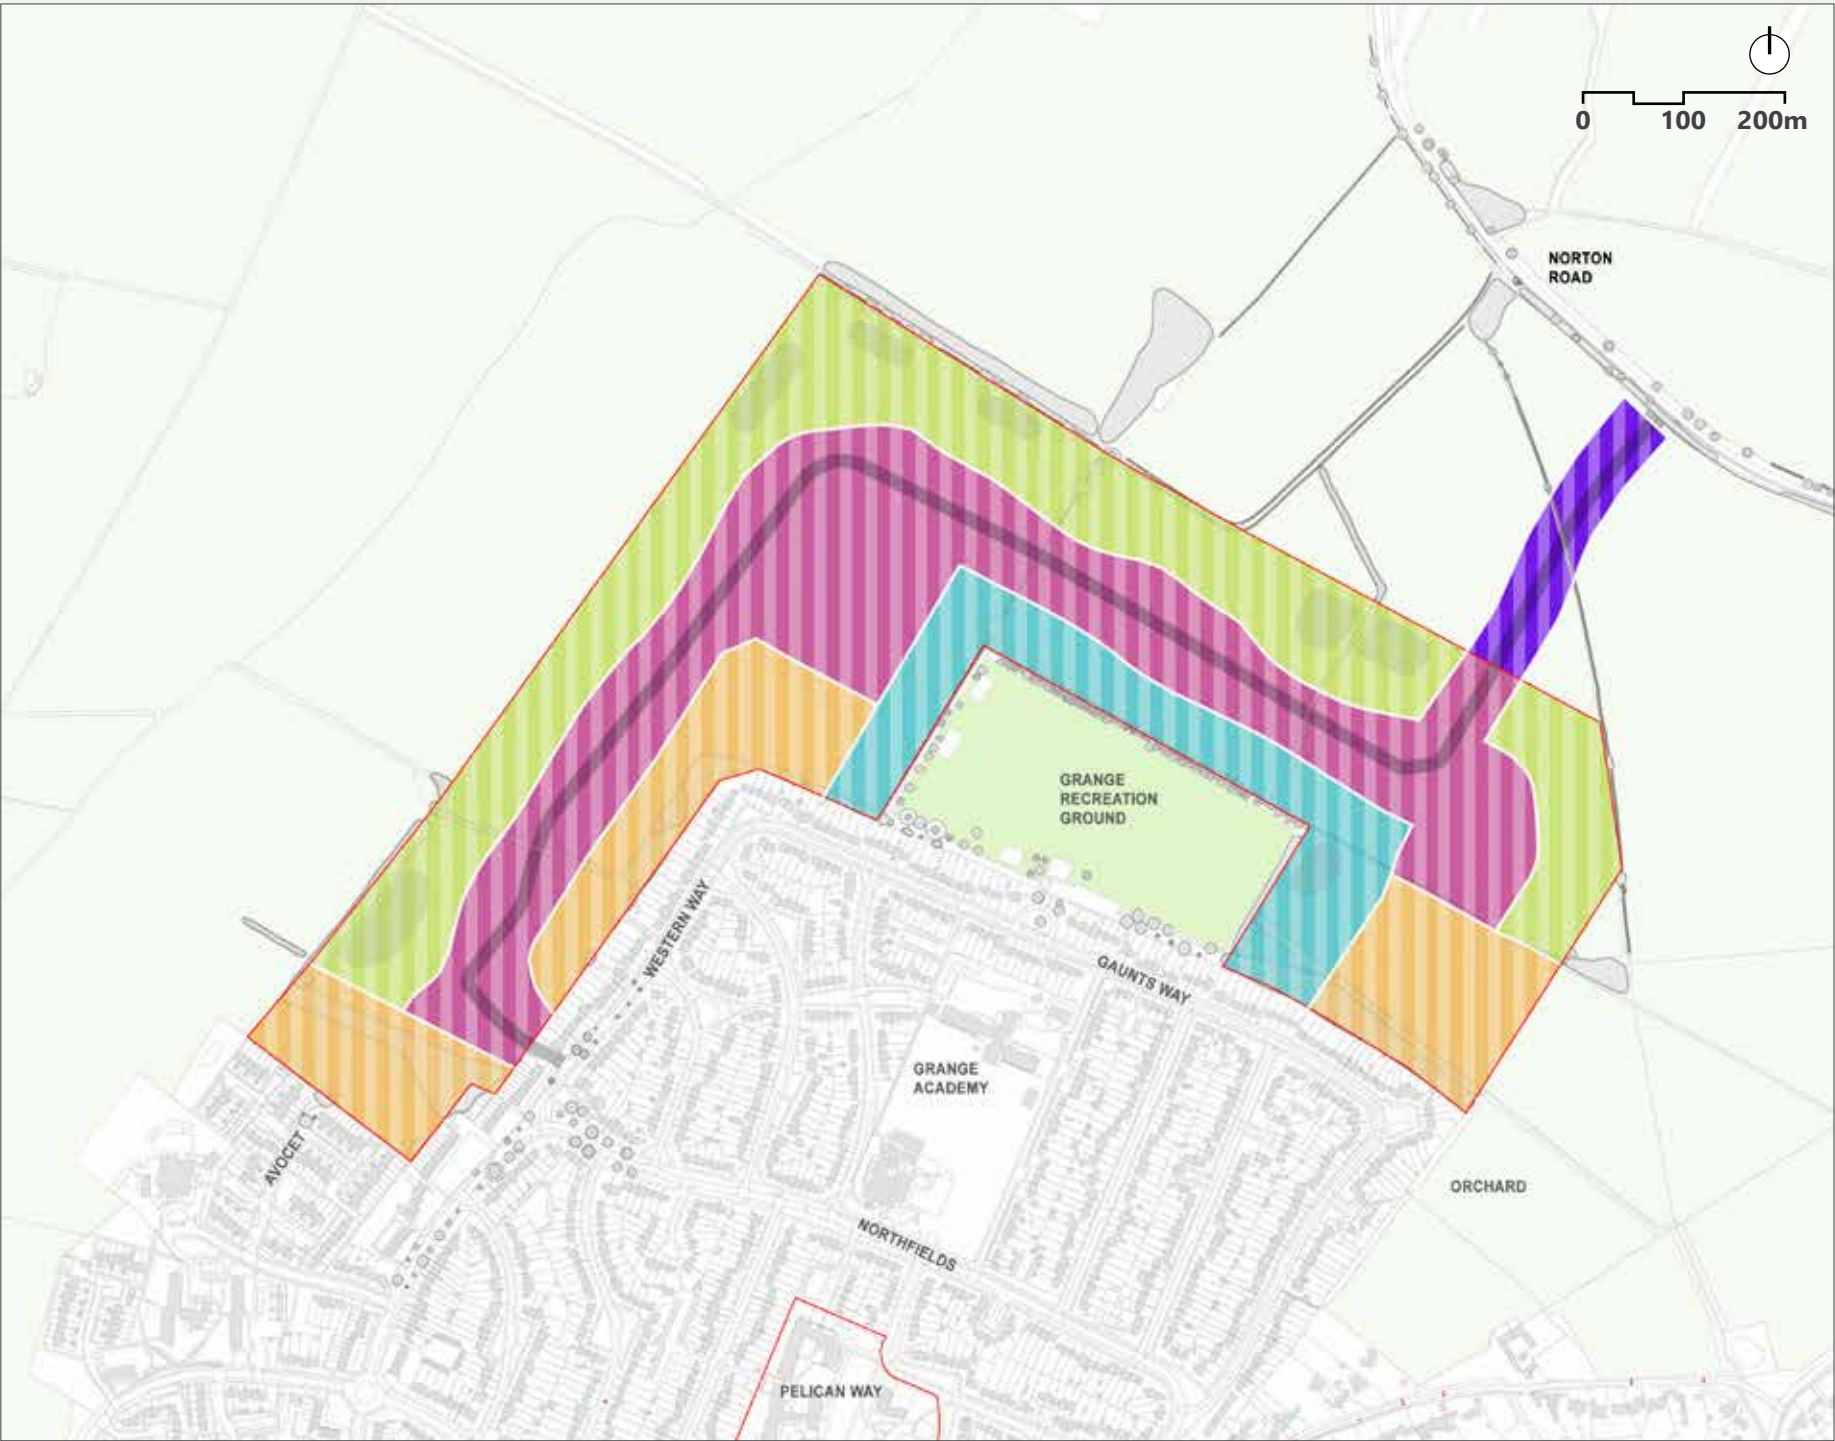 0 100 200m
NORTON
ROAD
GRANGE
RECREATION
GROUND
WESTERN WAY
GAUNTS WAY
GRANGE
ACADEMY
AVOCET
ORCHARD
NORTHFIELDS
PELICAN WAY